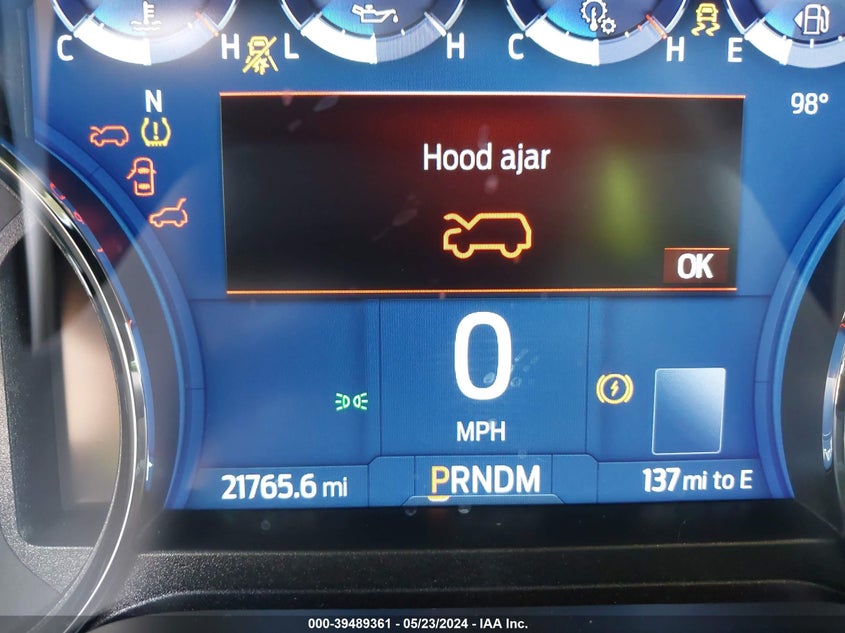 C H L H C H E
N
98°
Hood ajar
OK
0
MPH
21765.6 mi
PRNDM
137 mi to E
000-39489361 - 05/23/2024 - IAA Inc.